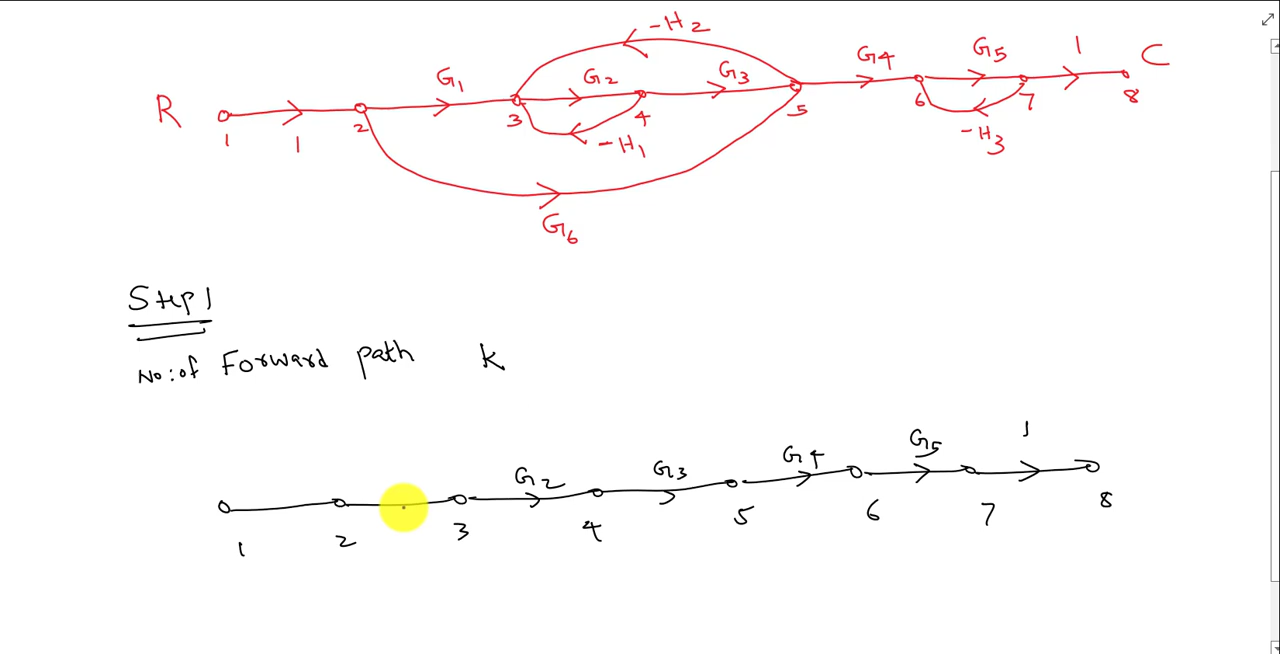 -H2
G1 G2 G3 G4 G5 1 C
R
1 1 2 3 4 5 6 7 8
-H1 -H3
G6
Step 1
No: of Forward path K
G2 G3 G4 G5 1
1 2 3 4 5 6 7 8